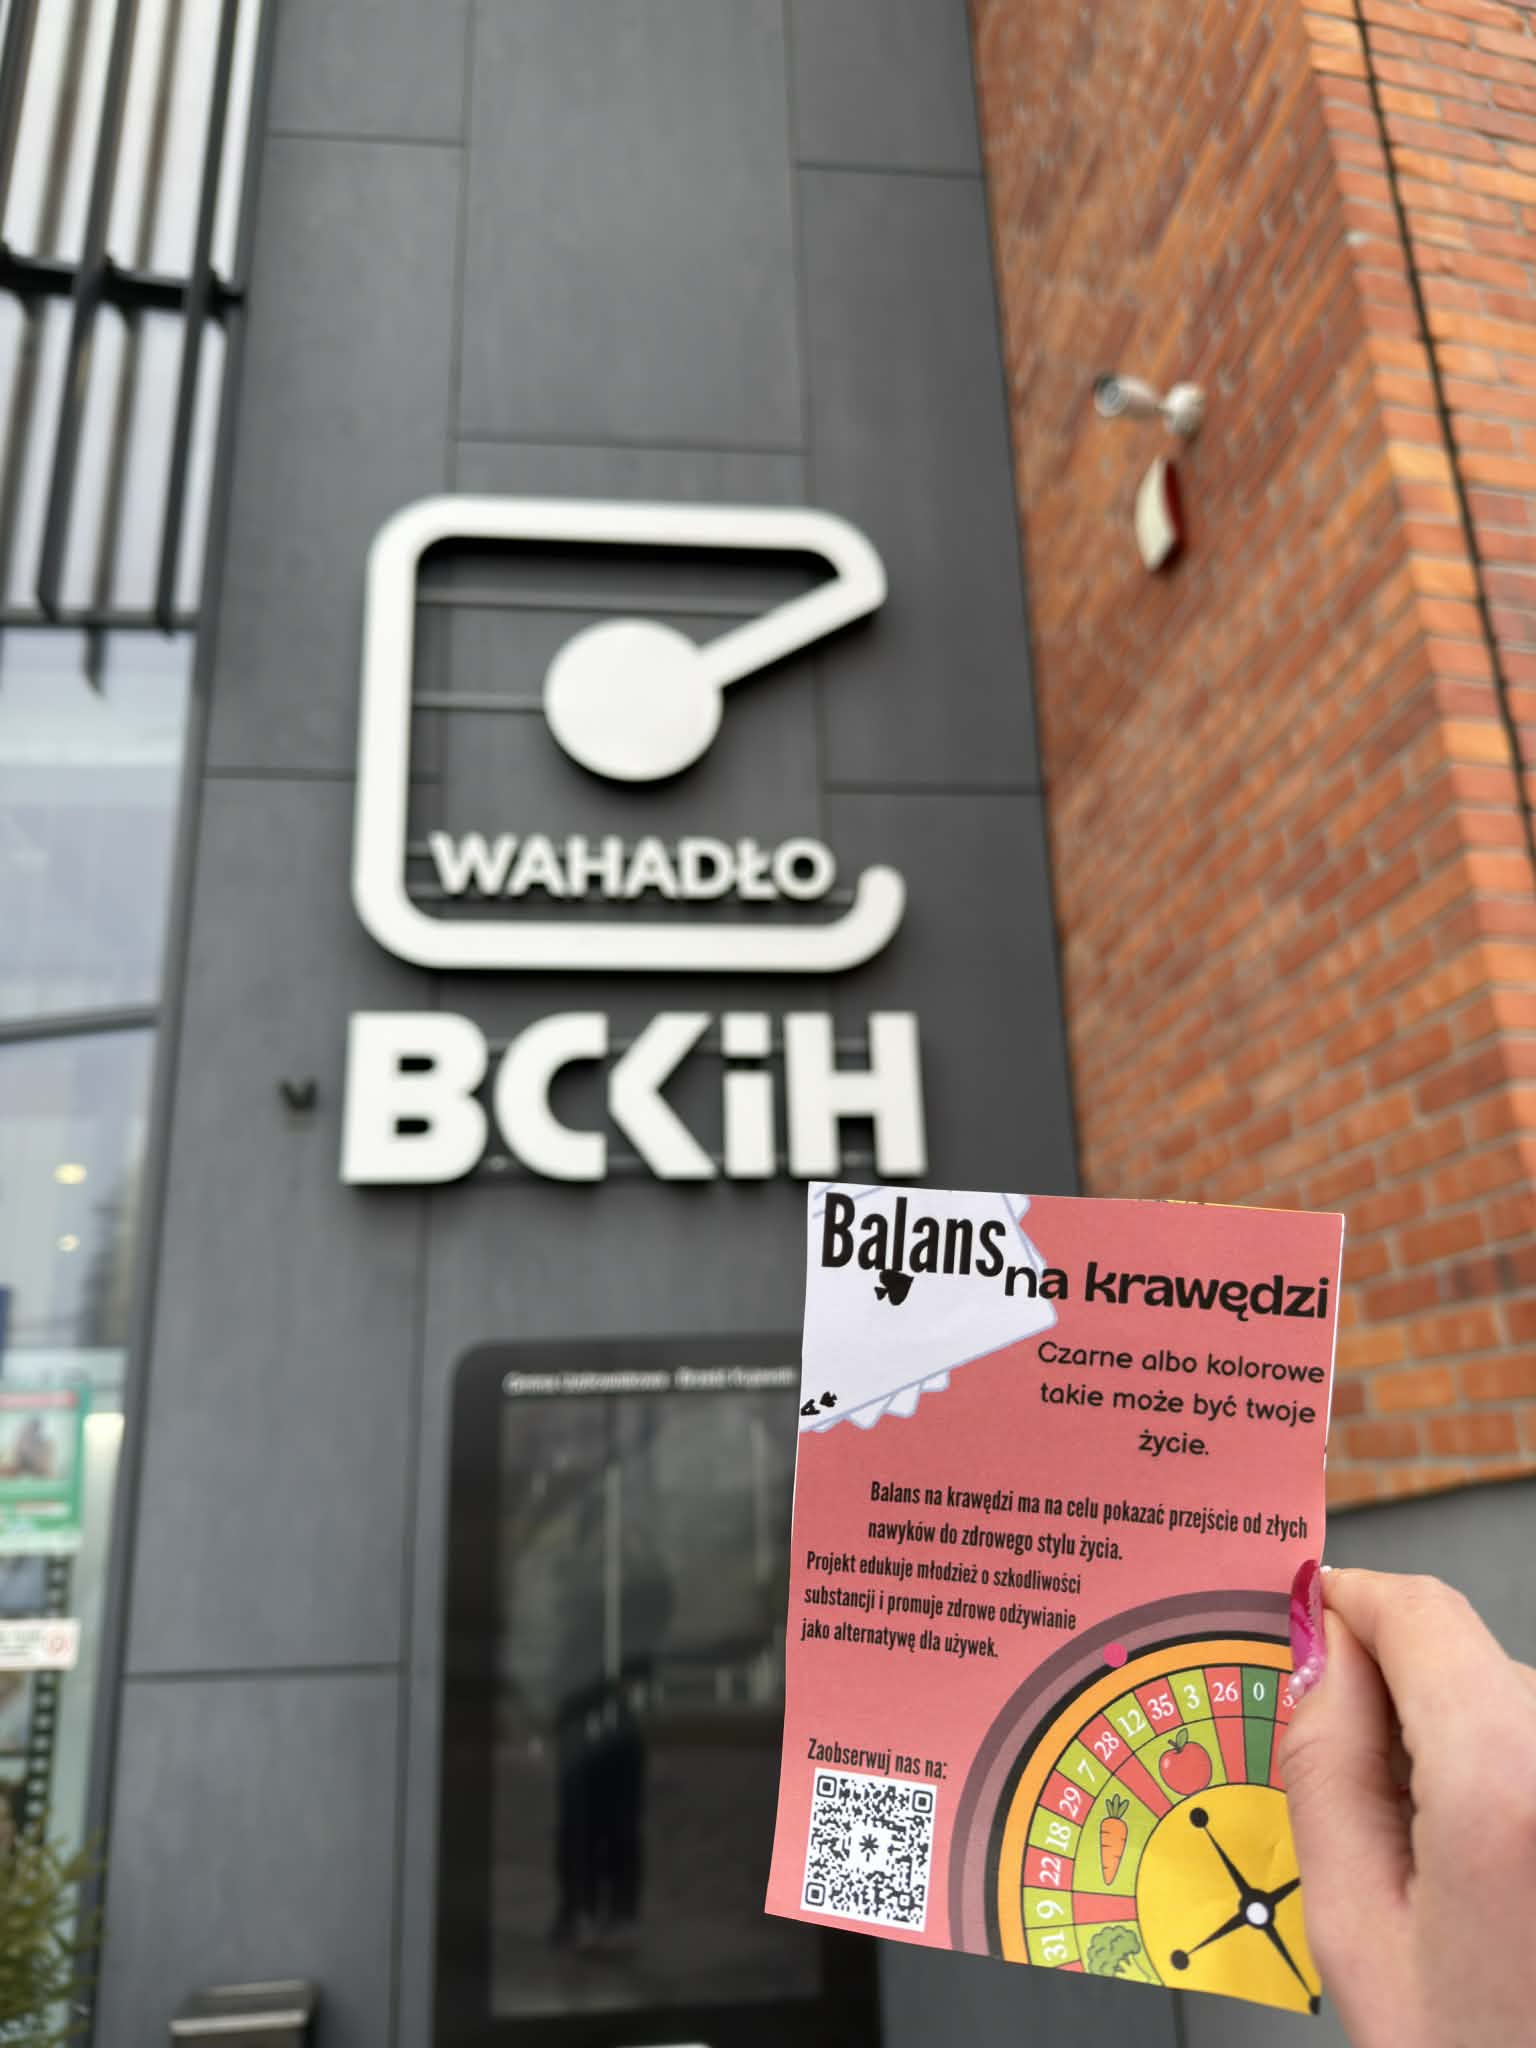 WAHADŁO
BCKiH
Balans
na krawędzi
Czarne albo kolorowe
takie może być twoje
życie.
Balans na krawędzi ma na celu pokazać przejście od złych
nawyków do zdrowego stylu życia.
Projekt edukuje młodzież o szkodliwości
substancji i promuje zdrowe odżywianie
jako alternatywę dla używek.
Zaobserwuj nas na:
31 9 22 18 29 7 28 12 35 3 26 0